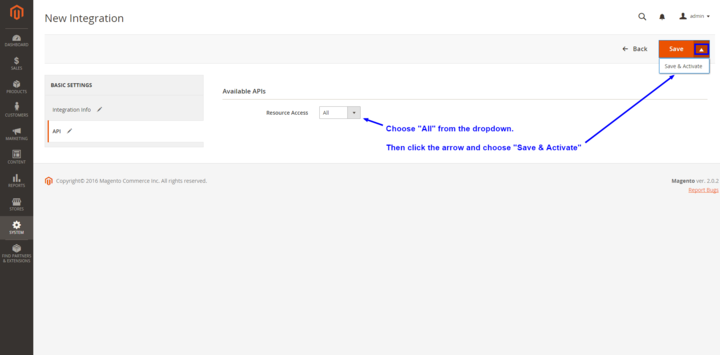 New Integration
admin
Back
Save
Save & Activate
DASHBOARD
SALES
PRODUCTS
CUSTOMERS
MARKETING
CONTENT
REPORTS
STORES
SYSTEM
FIND PARTNERS
& EXTENSIONS
BASIC SETTINGS
Integration Info
API
Available APIs
Resource Access
All
Choose "All" from the dropdown.
Then click the arrow and choose "Save & Activate"
Copyright© 2016 Magento Commerce Inc. All rights reserved.
Magento ver. 2.0.2
Report Bugs